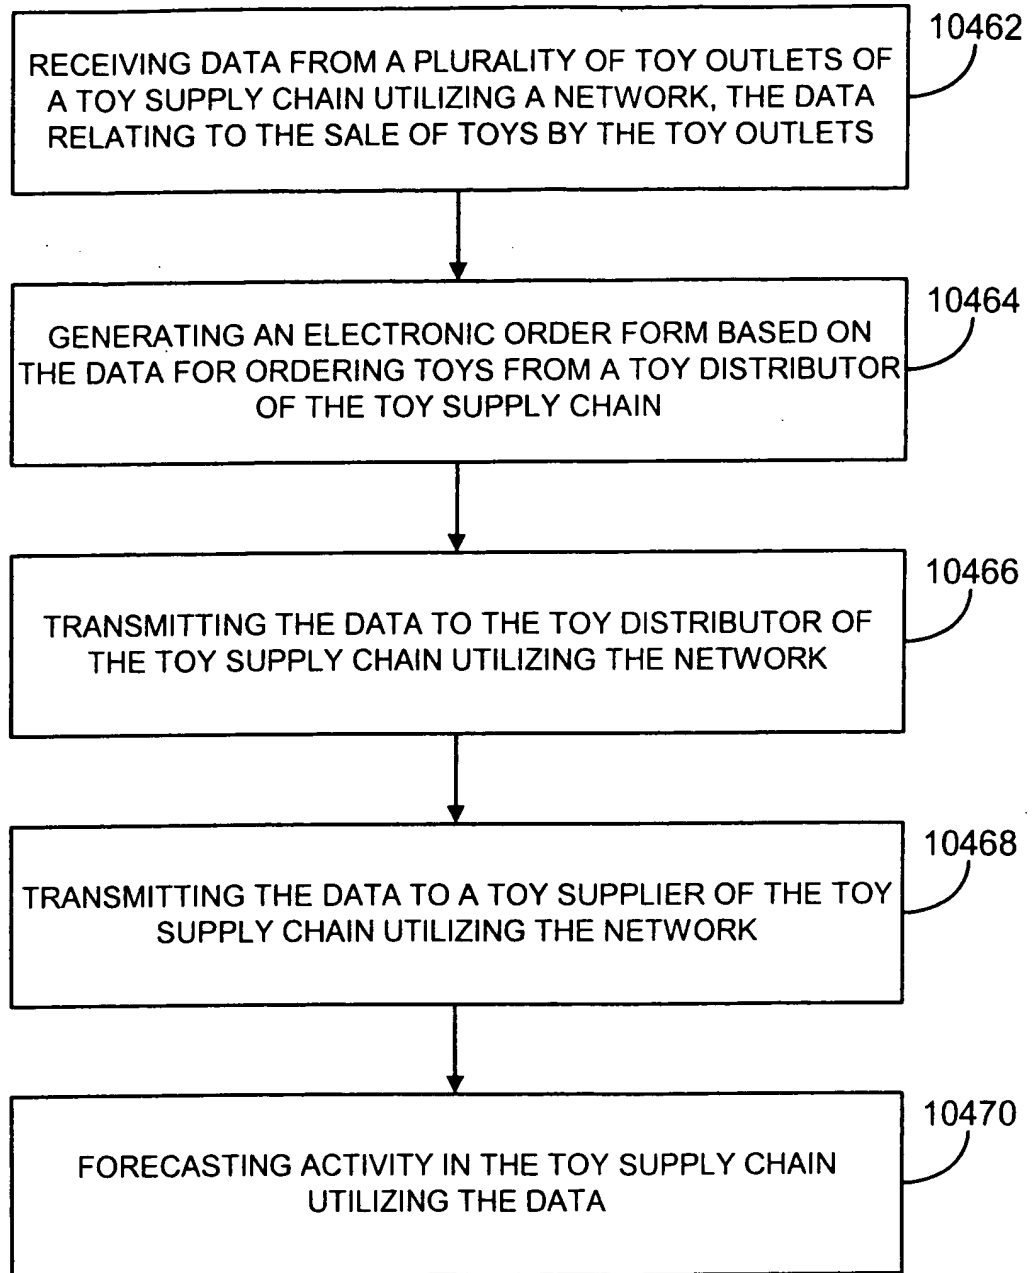 10462
RECEIVING DATA FROM A PLURALITY OF TOY OUTLETS OF
A TOY SUPPLY CHAIN UTILIZING A NETWORK, THE DATA
RELATING TO THE SALE OF TOYS BY THE TOY OUTLETS
10464
GENERATING AN ELECTRONIC ORDER FORM BASED ON
THE DATA FOR ORDERING TOYS FROM A TOY DISTRIBUTOR
OF THE TOY SUPPLY CHAIN
10466
TRANSMITTING THE DATA TO THE TOY DISTRIBUTOR OF
THE TOY SUPPLY CHAIN UTILIZING THE NETWORK
10468
TRANSMITTING THE DATA TO A TOY SUPPLIER OF THE TOY
SUPPLY CHAIN UTILIZING THE NETWORK
10470
FORECASTING ACTIVITY IN THE TOY SUPPLY CHAIN
UTILIZING THE DATA